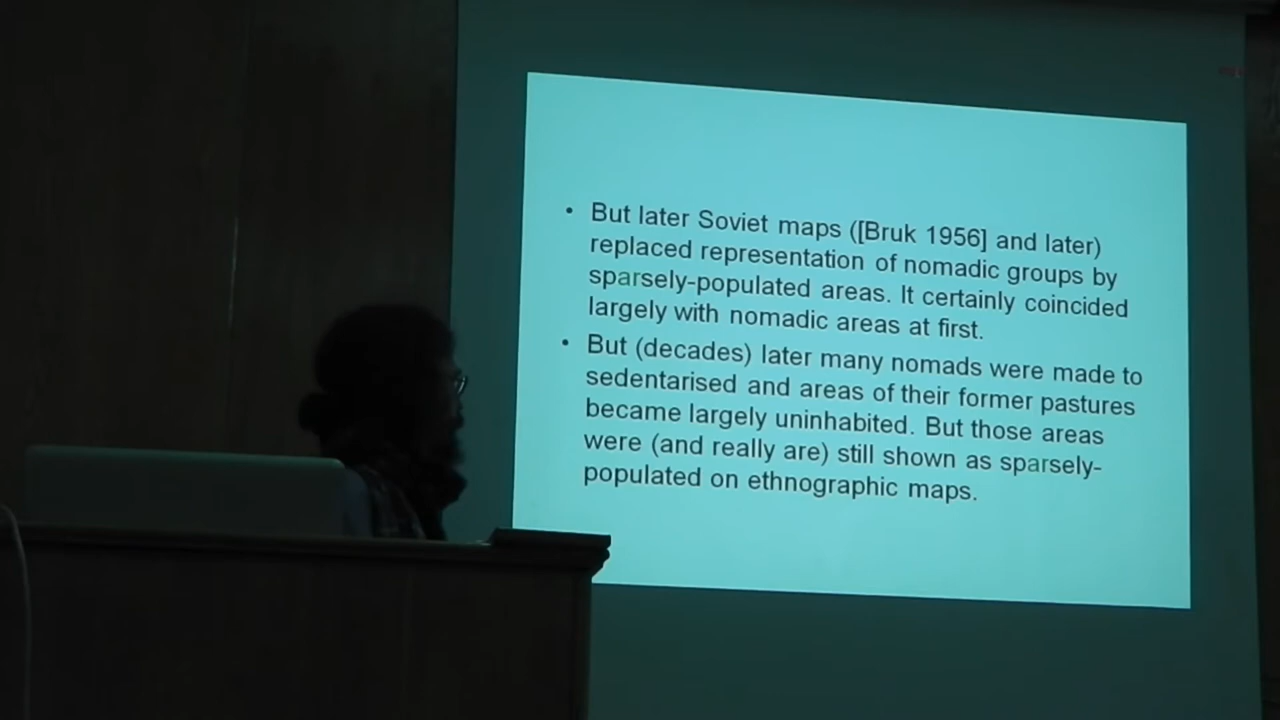 • But later Soviet maps ([Bruk 1956] and later)
replaced representation of nomadic groups by
sparsely-populated areas. It certainly coincided
largely with nomadic areas at first.
• But (decades) later many nomads were made to
sedentarised and areas of their former pastures
became largely uninhabited. But those areas
were (and really are) still shown as sparsely-
populated on ethnographic maps.